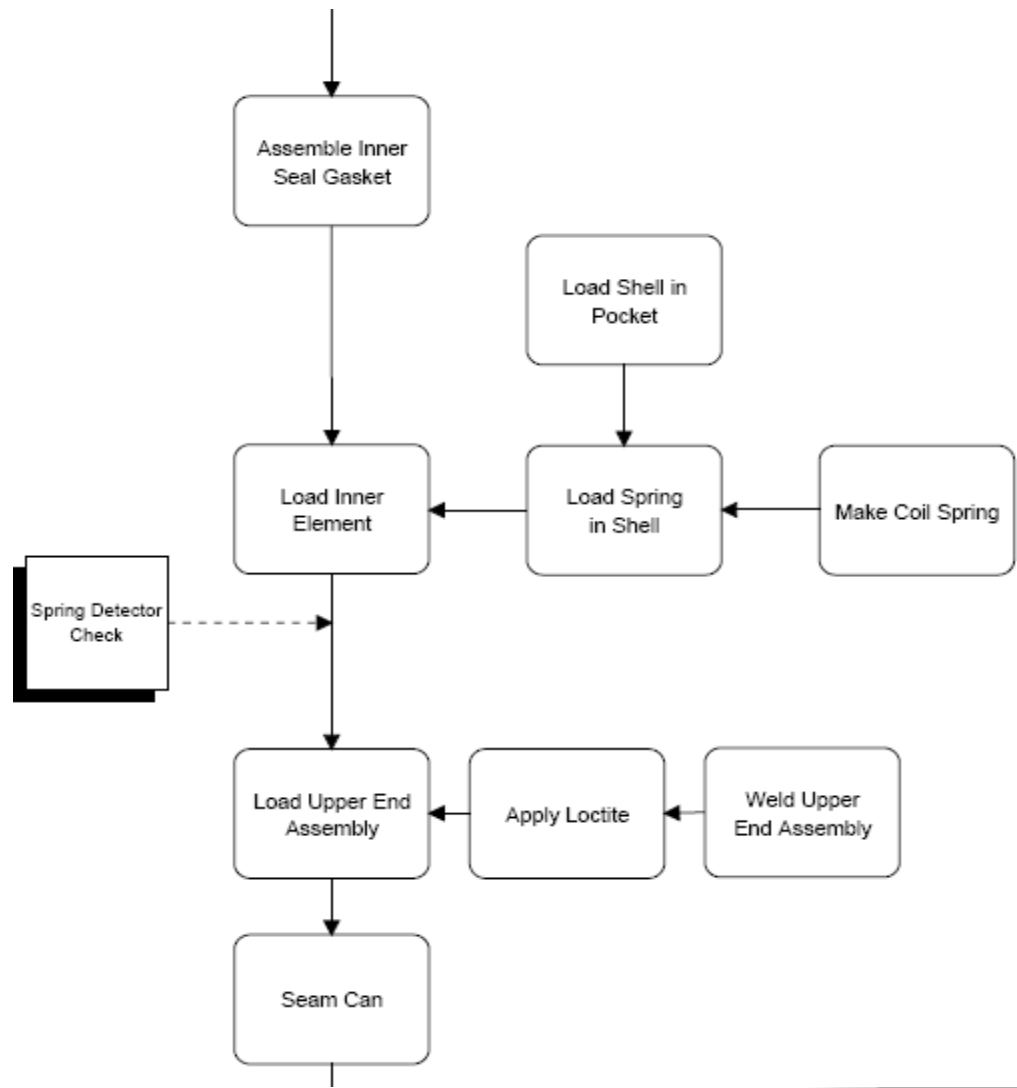 Assemble Inner
Seal Gasket
Load Shell in
Pocket
Load Inner
Element
Load Spring
in Shell
Make Coil Spring
Spring Detector
Check
Load Upper End
Assembly
Apply Loctite
Weld Upper
End Assembly
Seam Can